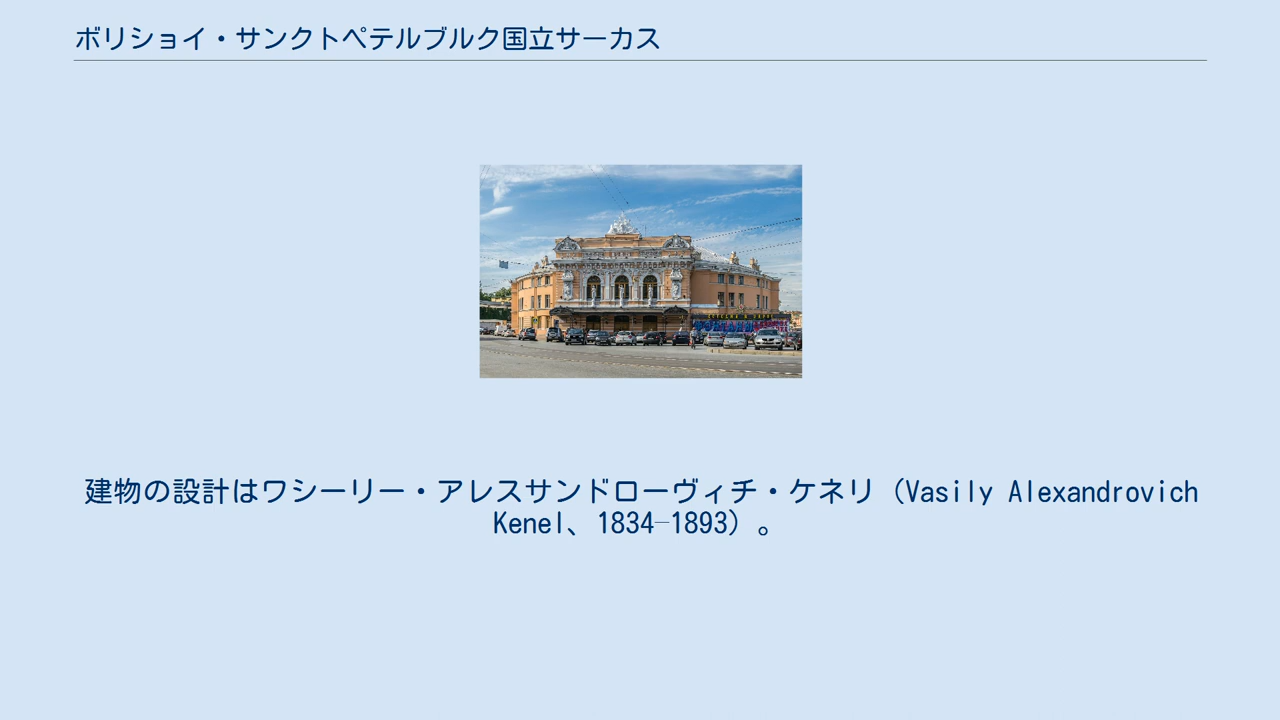 ボリショイ・サンクトペテルブルク国立サーカス
建物の設計はワシーリー・アレスサンドローヴィチ・ケネリ（Vasily Alexandrovich
Kenel、1834–1893）。